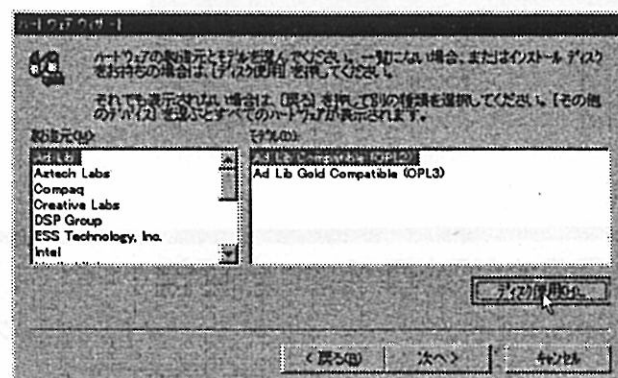 ハードウェア ウィザード
ハードウェアの製造元とモデルを選んでください。一覧にない場合、またはインストール ディスク
をお持ちの場合は、[ディスク使用] を押してください。
それでも表示されない場合は、[戻る] を押して別の種類を選択してください。[その他
のデバイス] を選ぶとすべてのハードウェアが表示されます。
製造元(M):
モデル(D):
Ad Lib
Ad Lib Compatible (OPL2)
Aztech Labs
Ad Lib Gold Compatible (OPL3)
Compaq
Creative Labs
DSP Group
ESS Technology, Inc.
Intel
ディスク使用(H)...
< 戻る(B)
次へ >
キャンセル